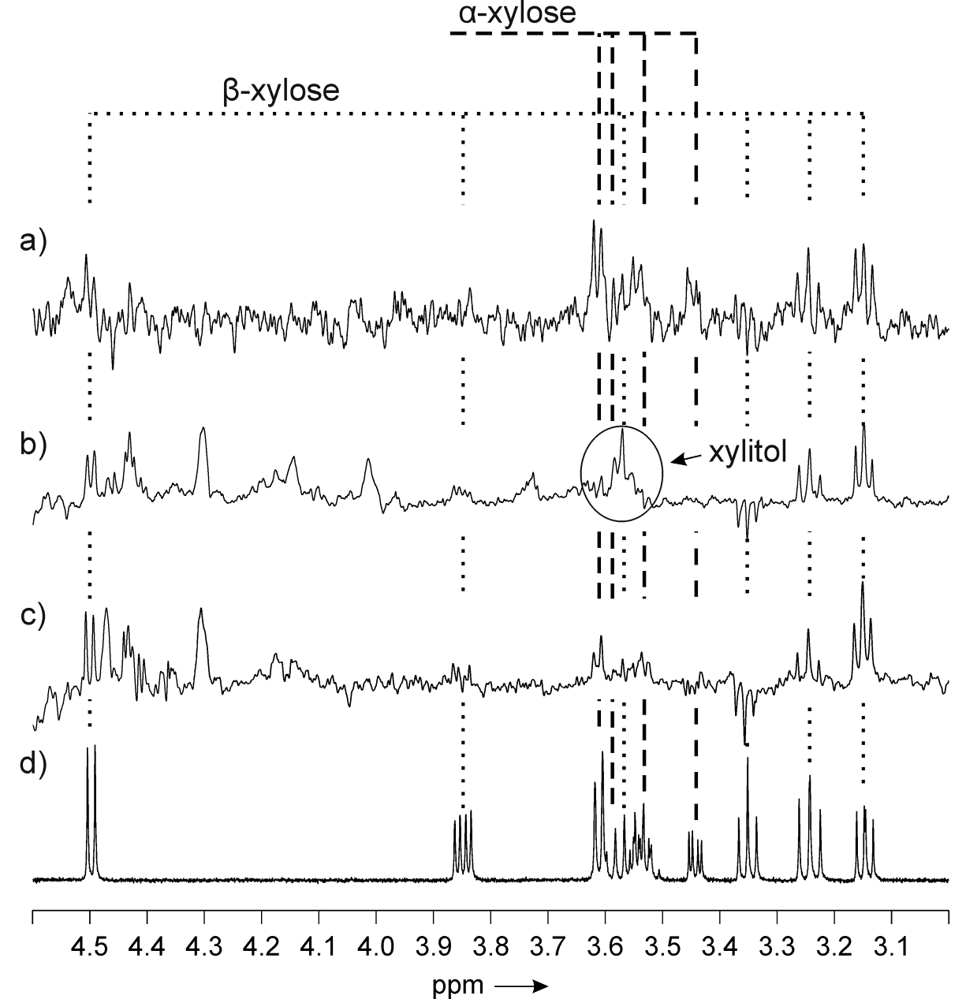 α-xylose
β-xylose
a)
b)
xylitol
c)
d)
4.5 4.4 4.3 4.2 4.1 4.0 3.9 3.8 3.7 3.6 3.5 3.4 3.3 3.2 3.1
ppm